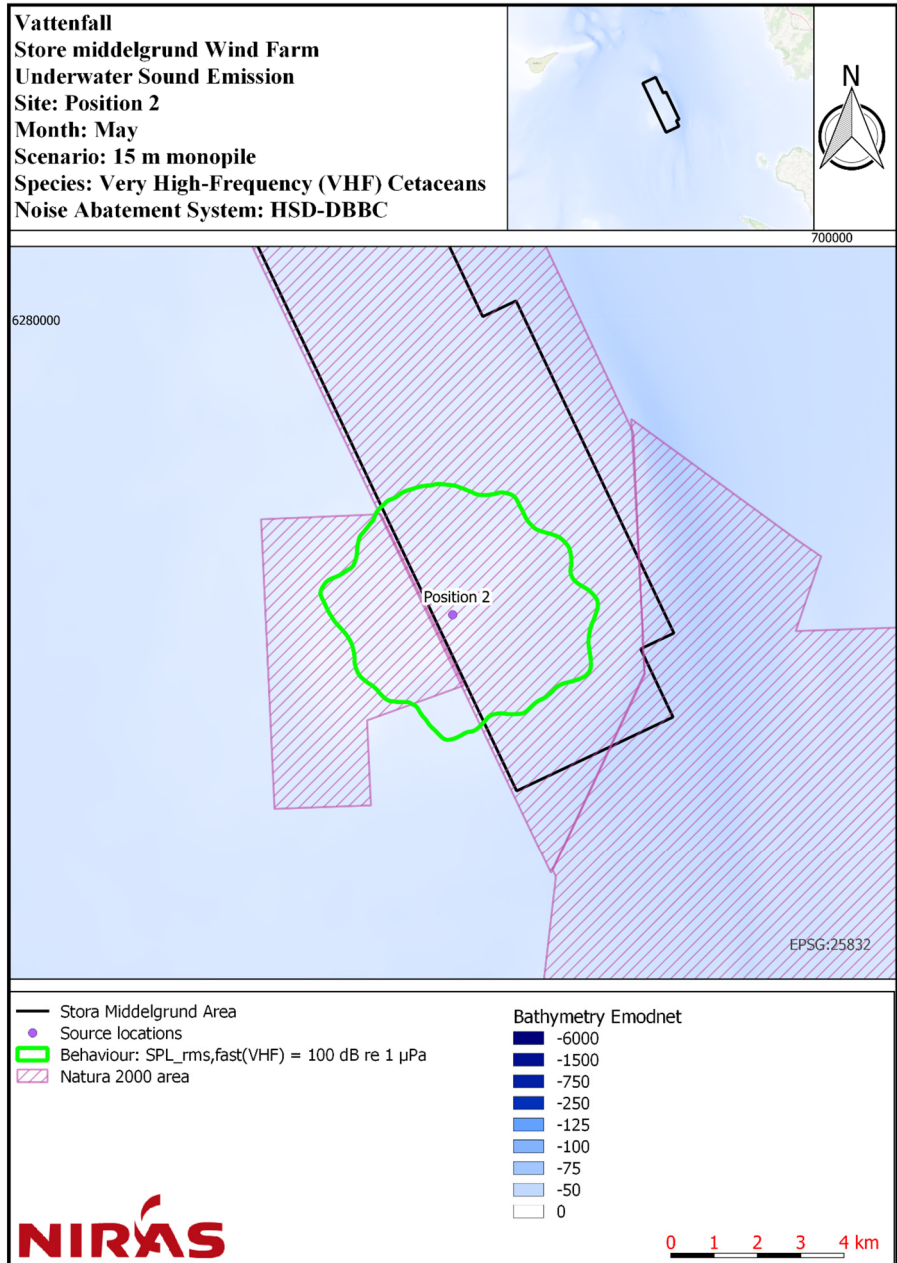 Vattenfall
Store middelgrund Wind Farm
Underwater Sound Emission
Site: Position 2
Month: May
Scenario: 15 m monopile
Species: Very High-Frequency (VHF) Cetaceans
Noise Abatement System: HSD-DBBC
N
700000
6280000
Position 2
EPSG:25832
Stora Middelgrund Area
Source locations
Behaviour: SPL_rms,fast(VHF) = 100 dB re 1 µPa
Natura 2000 area
Bathymetry Emodnet
-6000
-1500
-750
-250
-125
-100
-75
-50
0
NIRAS
0 1 2 3 4 km